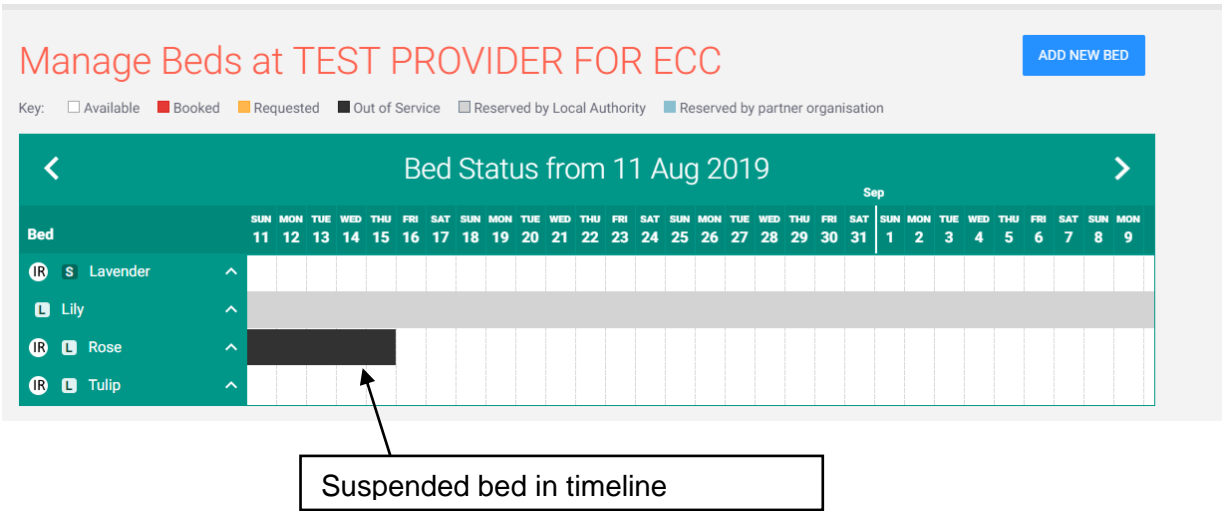 Manage Beds at TEST PROVIDER FOR ECC
ADD NEW BED
Key: Available Booked Requested Out of Service Reserved by Local Authority Reserved by partner organisation
Bed Status from 11 Aug 2019
Sep
SUN MON TUE WED THU FRI SAT SUN MON TUE WED THU FRI SAT SUN MON TUE WED THU FRI SAT SUN MON TUE WED THU FRI SAT SUN MON
Bed 11 12 13 14 15 16 17 18 19 20 21 22 23 24 25 26 27 28 29 30 31 1 2 3 4 5 6 7 8 9
IR S Lavender
L Lily
IR L Rose
IR L Tulip
Suspended bed in timeline